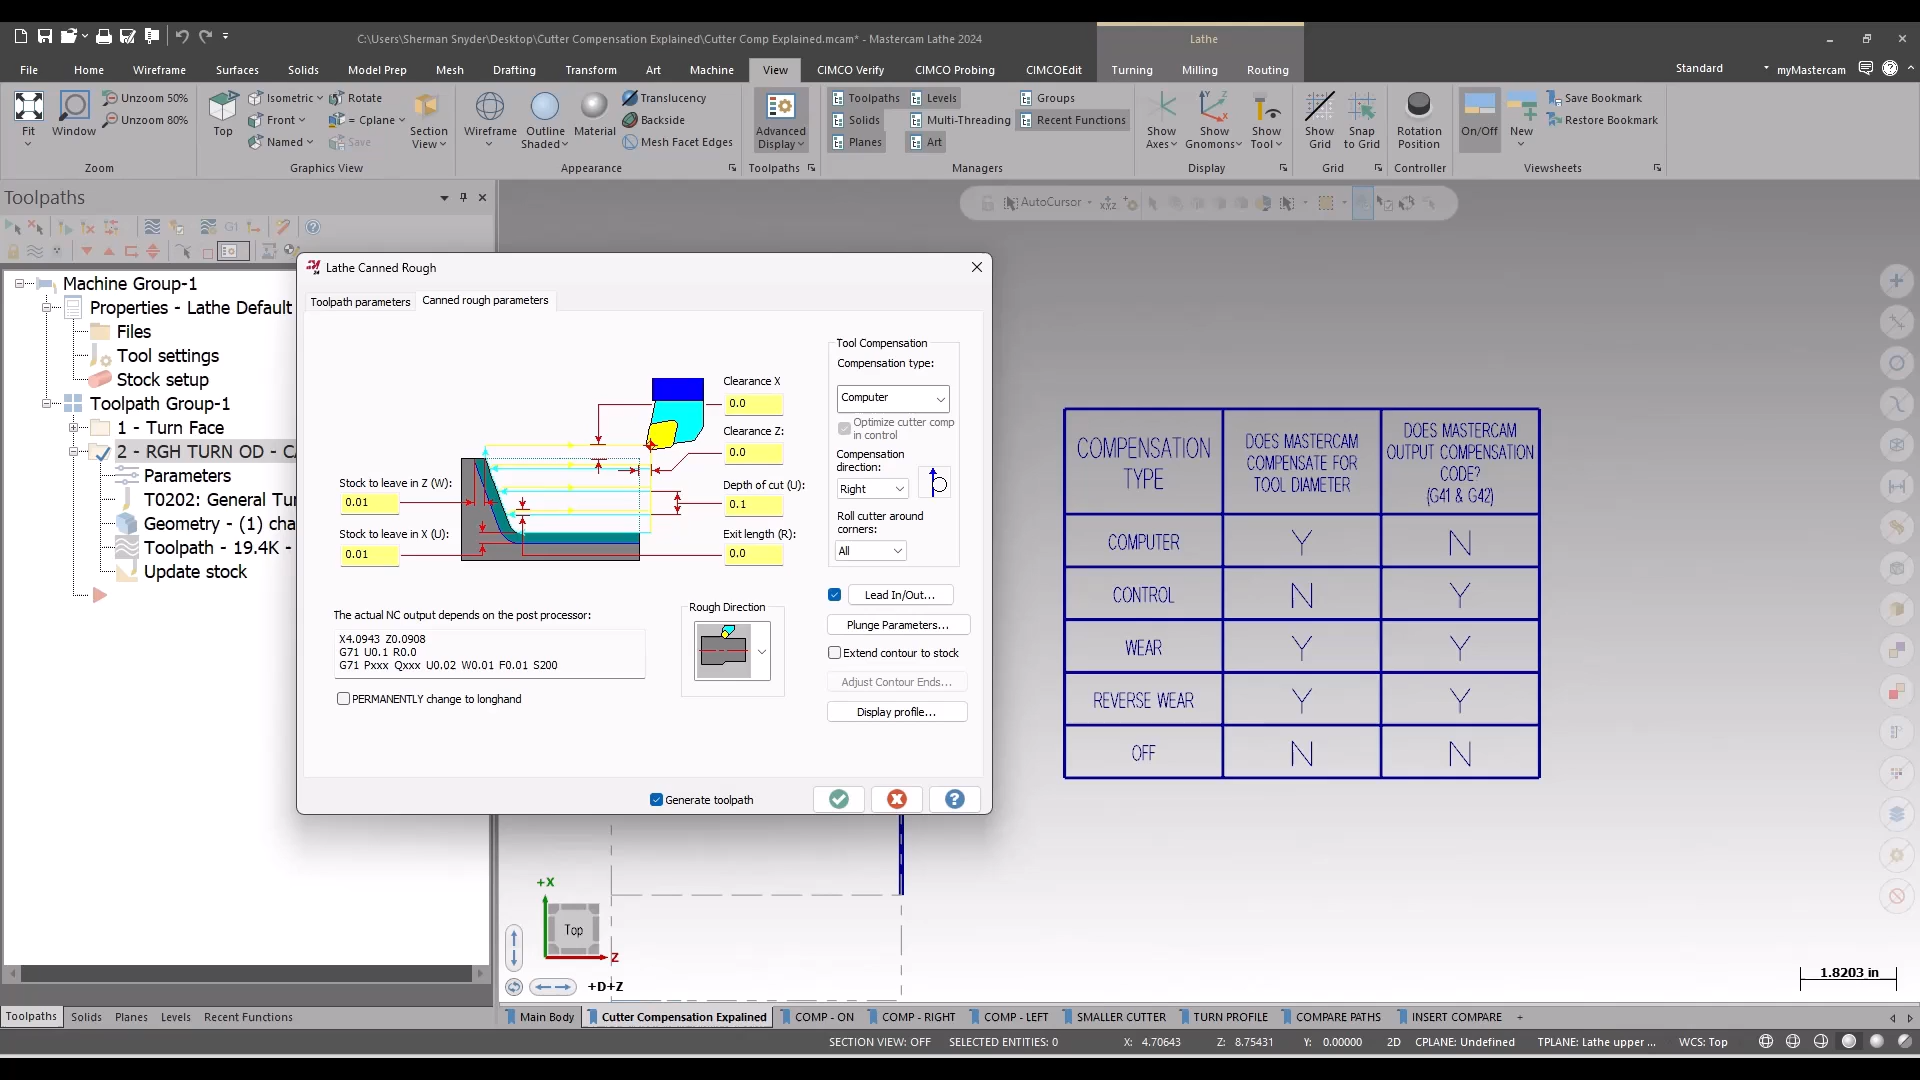 C:\Users\Sherman Snyder\Desktop\Cutter Compensation Explained\Cutter Comp Explained.mcam* - Mastercam Lathe 2024
Lathe
File Home Wireframe Surfaces Solids Model Prep Mesh Drafting Transform Art Machine View CIMCO Verify CIMCO Probing CIMCOEdit Turning Milling Routing
Standard myMastercam
Fit
Window
Unzoom 50%
Unzoom 80%
Zoom
Top
Isometric
Front
Named
Rotate
= Cplane
Save
Section
View
Graphics View
Wireframe
Outline
Shaded
Material
Translucency
Backside
Mesh Facet Edges
Appearance
Advanced
Display
Toolpaths
Toolpaths
Solids
Planes
Levels
Multi-Threading
Art
Groups
Recent Functions
Managers
Show
Axes
Show
Gnomons
Show
Tool
Display
Show
Grid
Snap
to Grid
Grid
Rotation
Position
Controller
On/Off
New
Save Bookmark
Restore Bookmark
Viewsheets
Toolpaths
G1
AutoCursor
Machine Group-1
Properties - Lathe Default
Files
Tool settings
Stock setup
Toolpath Group-1
1 - Turn Face
2 - RGH TURN OD - CA
Parameters
T0202: General Tur
Geometry - (1) cha
Toolpath - 19.4K -
Update stock
Lathe Canned Rough
Toolpath parameters
Canned rough parameters
Clearance X
0.0
Clearance Z:
0.0
Depth of cut (U):
0.1
Exit length (R):
0.0
Stock to leave in Z (W):
0.01
Stock to leave in X (U):
0.01
Tool Compensation
Compensation type:
Computer
Optimize cutter comp
in control
Compensation
direction:
Right
Roll cutter around
corners:
All
Lead In/Out...
Plunge Parameters...
Extend contour to stock
Adjust Contour Ends...
Display profile...
The actual NC output depends on the post processor:
X4.0943 Z0.0908
G71 U0.1 R0.0
G71 Pxxx Qxxx U0.02 W0.01 F0.01 S200
PERMANENTLY change to longhand
Rough Direction
Generate toolpath
COMPENSATION
TYPE
DOES MASTERCAM
COMPENSATE FOR
TOOL DIAMETER
DOES MASTERCAM
OUTPUT COMPENSATION
CODE?
(G41 & G42)
COMPUTER Y N
CONTROL N Y
WEAR Y Y
REVERSE WEAR Y Y
OFF N N
+X
Top
Z
+D+Z
1.8203 in
Toolpaths Solids Planes Levels Recent Functions
Main Body Cutter Compensation Expalined COMP - ON COMP - RIGHT COMP - LEFT SMALLER CUTTER TURN PROFILE COMPARE PATHS INSERT COMPARE +
SECTION VIEW: OFF SELECTED ENTITIES: 0 X: 4.70643 Z: 8.75431 Y: 0.00000 2D CPLANE: Undefined TPLANE: Lathe upper ... WCS: Top